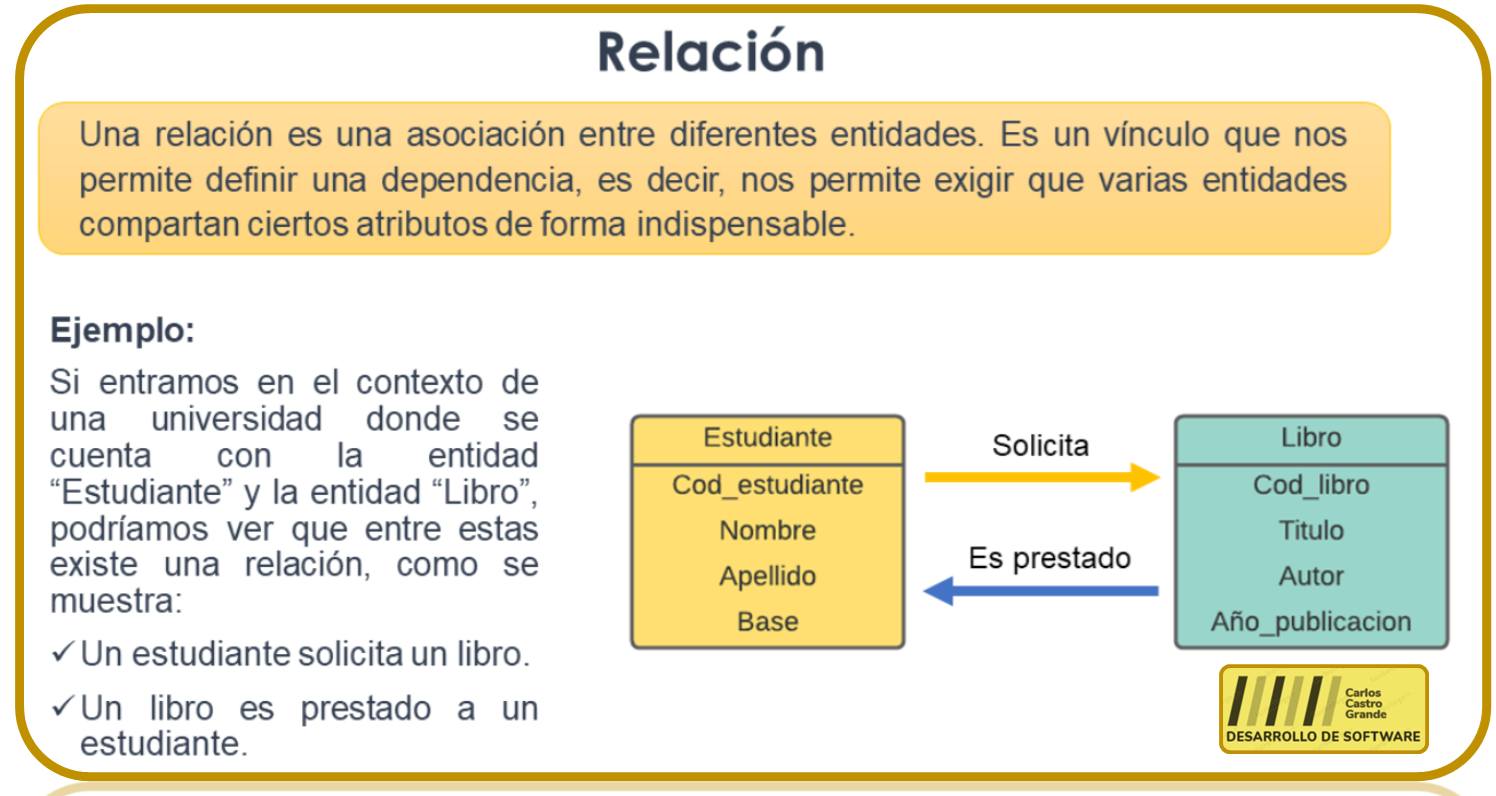 Relación
Una relación es una asociación entre diferentes entidades. Es un vínculo que nos
permite definir una dependencia, es decir, nos permite exigir que varias entidades
compartan ciertos atributos de forma indispensable.
Ejemplo:
Si entramos en el contexto de
una universidad donde se
cuenta con la entidad
“Estudiante” y la entidad “Libro”,
podríamos ver que entre estas
existe una relación, como se
muestra:
✓Un estudiante solicita un libro.
✓Un libro es prestado a un
estudiante.
Estudiante
Cod_estudiante
Nombre
Apellido
Base
Solicita
Es prestado
Libro
Cod_libro
Titulo
Autor
Año_publicacion
Carlos
Castro
Grande
DESARROLLO DE SOFTWARE